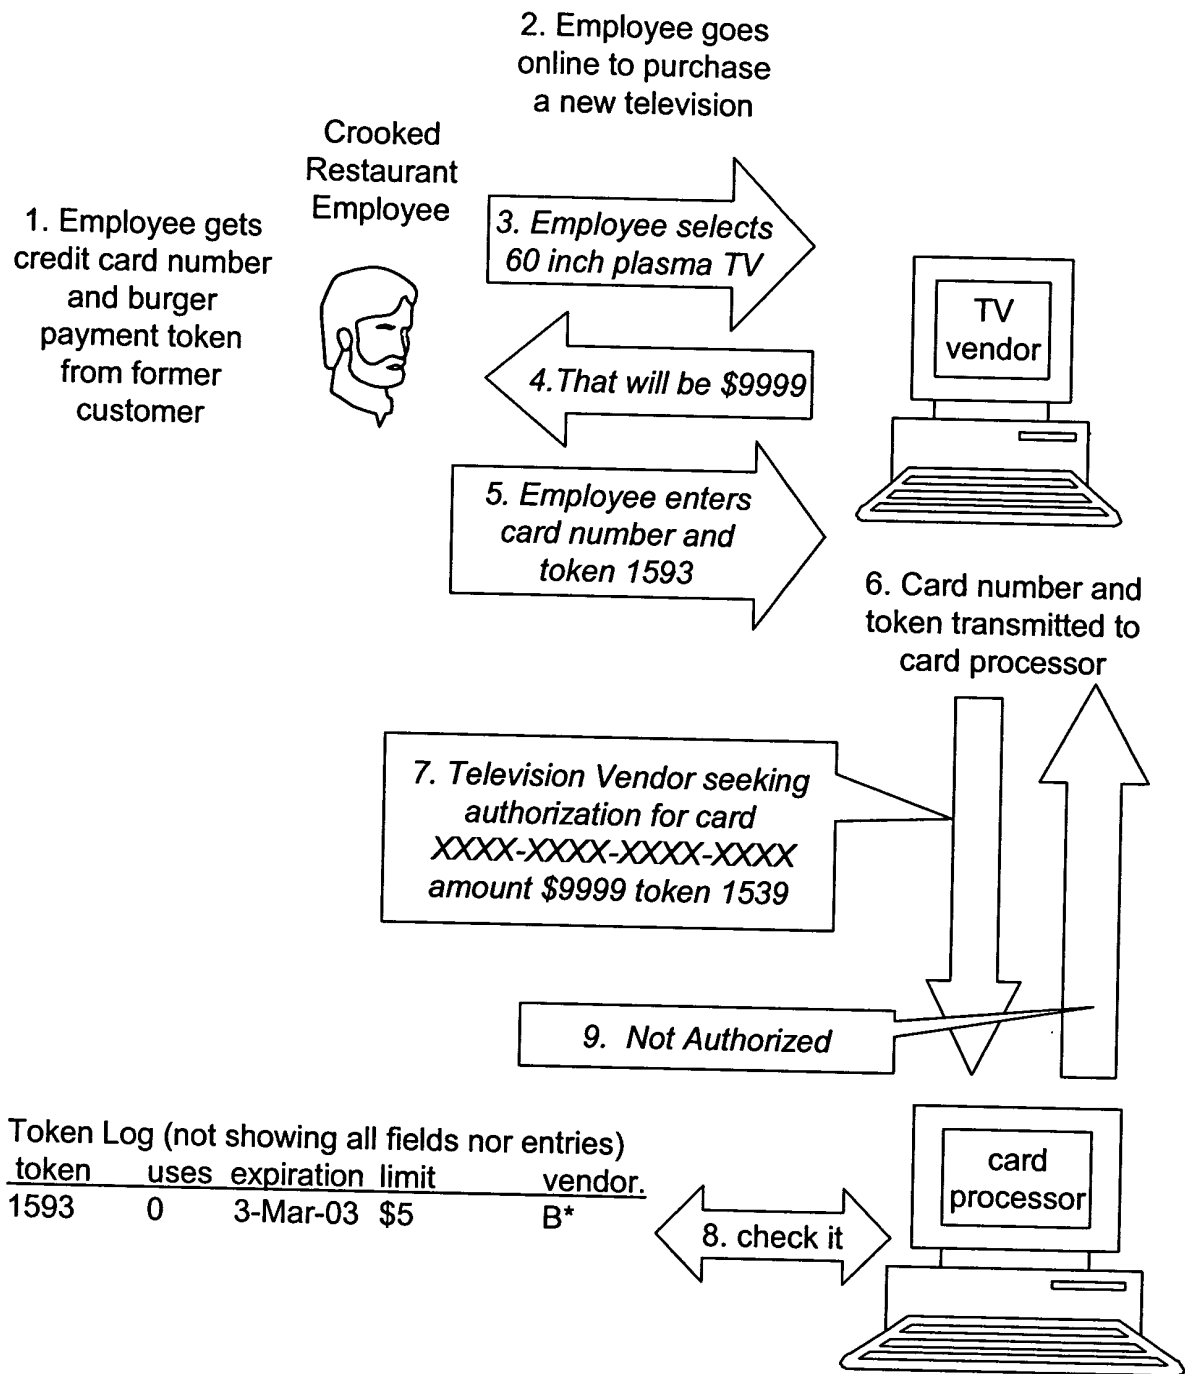 2. Employee goes
online to purchase
a new television
Crooked
Restaurant
Employee
1. Employee gets
credit card number
and burger
payment token
from former
customer
3. Employee selects
60 inch plasma TV
TV
vendor
4. That will be $9999
5. Employee enters
card number and
token 1593
6. Card number and
token transmitted to
card processor
7. Television Vendor seeking
authorization for card
XXXX-XXXX-XXXX-XXXX
amount $9999 token 1539
9. Not Authorized
Token Log (not showing all fields nor entries)
token uses expiration limit vendor.
1593 0 3-Mar-03 $5 B*
8. check it
card
processor